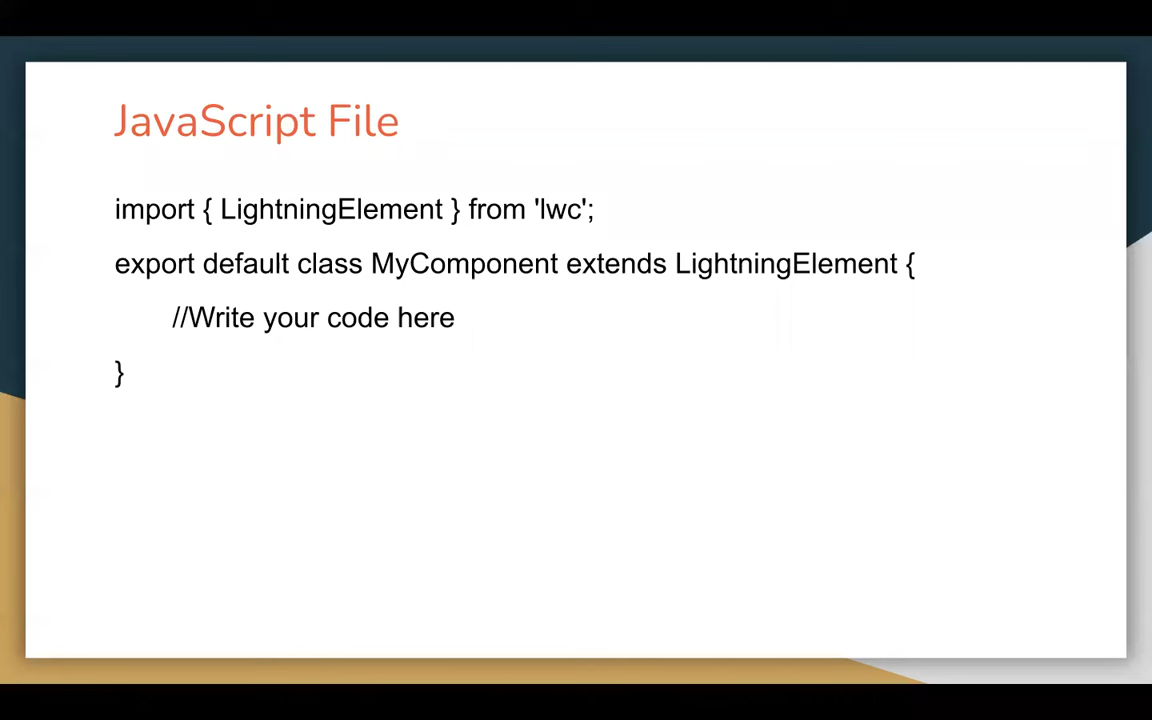 JavaScript File
import { LightningElement } from 'lwc';
export default class MyComponent extends LightningElement {
//Write your code here
}